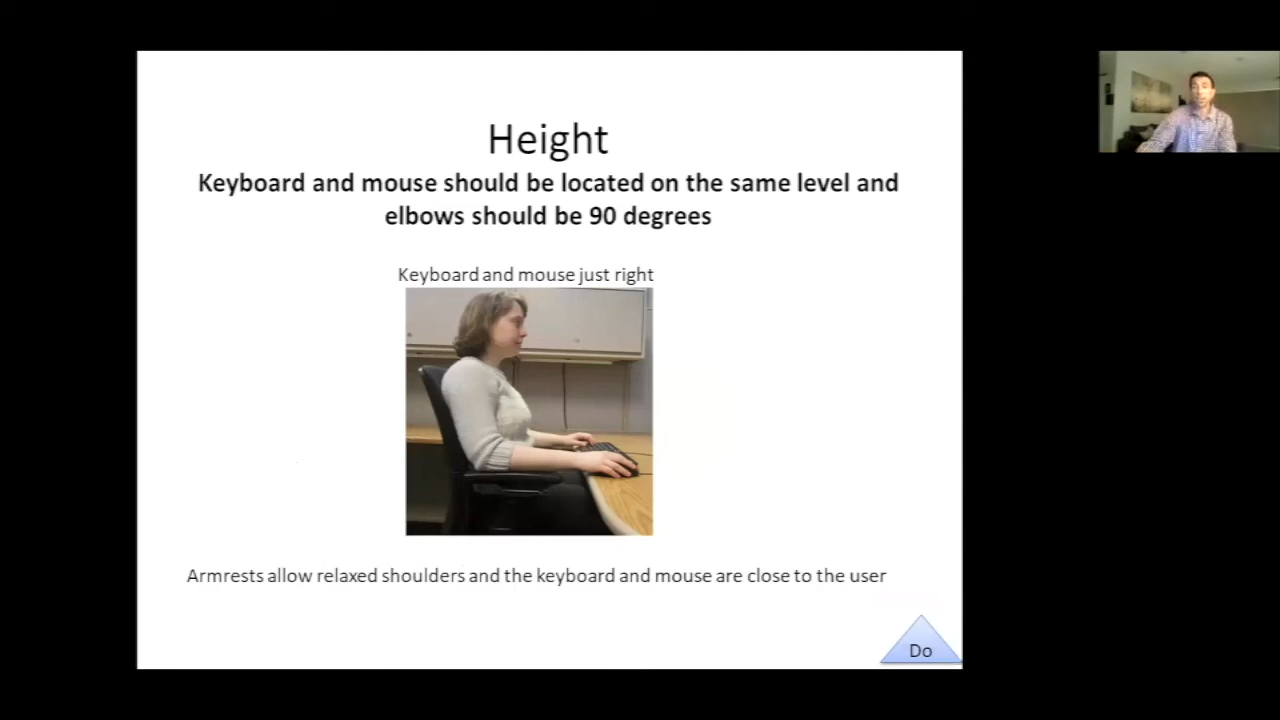 Height
Keyboard and mouse should be located on the same level and
elbows should be 90 degrees
Keyboard and mouse just right
Armrests allow relaxed shoulders and the keyboard and mouse are close to the user
Do